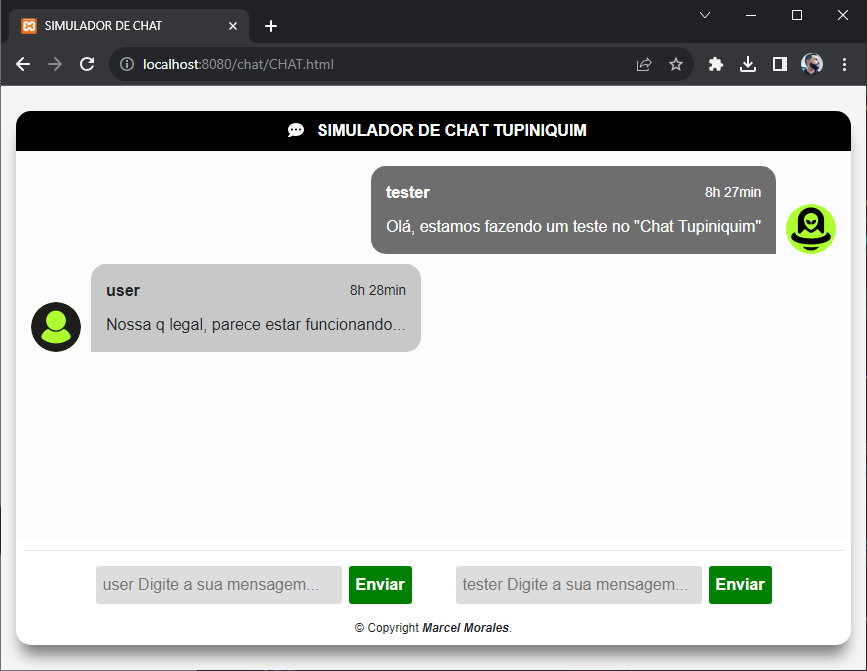 SIMULADOR DE CHAT
localhost:8080/chat/CHAT.html
SIMULADOR DE CHAT TUPINIQUIM
tester 8h 27min
Olá, estamos fazendo um teste no "Chat Tupiniquim"
user 8h 28min
Nossa q legal, parece estar funcionando...
user Digite a sua mensagem... Enviar tester Digite a sua mensagem... Enviar
© Copyright Marcel Morales.